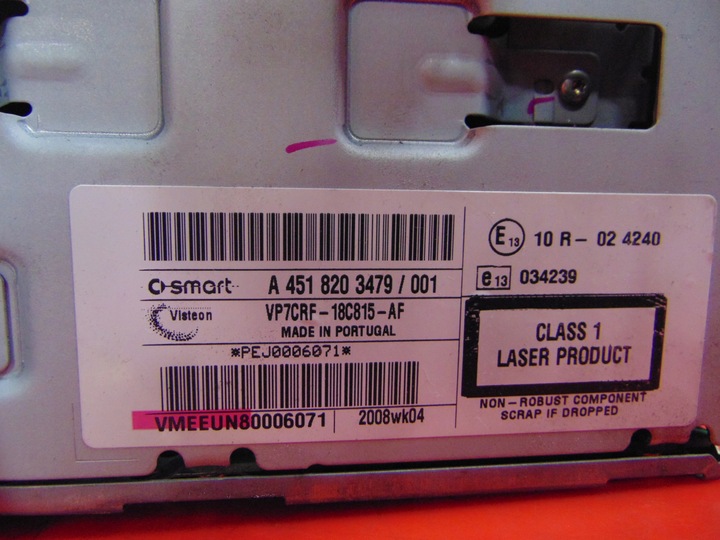 smart A 451 820 3479 / 001
Visteon VP7CRF-18C815-AF
MADE IN PORTUGAL
*PEJ0006071*
VMEEUN80006071 2008wk04
E13 10 R - 02 4240
e13 034239
CLASS 1
LASER PRODUCT
NON-ROBUST COMPONENT
SCRAP IF DROPPED